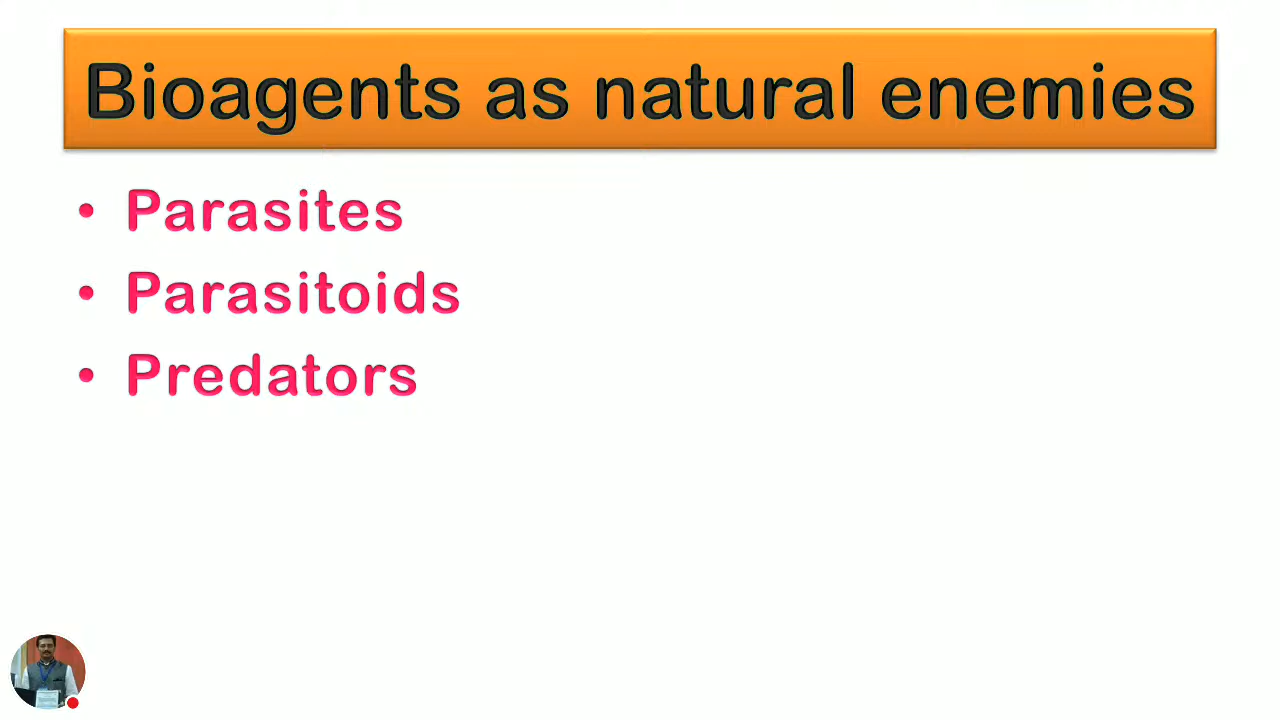 Bioagents as natural enemies
• Parasites
• Parasitoids
• Predators